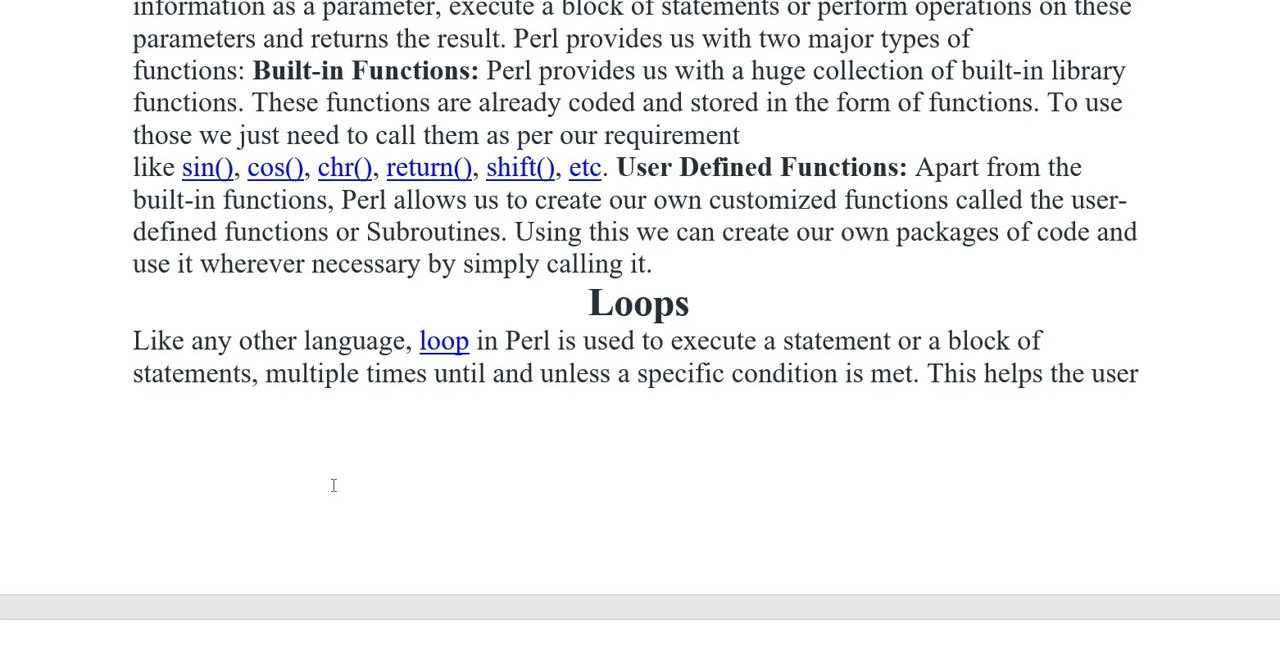 information as a parameter, execute a block of statements or perform operations on these
parameters and returns the result. Perl provides us with two major types of
functions: Built-in Functions: Perl provides us with a huge collection of built-in library
functions. These functions are already coded and stored in the form of functions. To use
those we just need to call them as per our requirement
like sin(), cos(), chr(), return(), shift(), etc. User Defined Functions: Apart from the
built-in functions, Perl allows us to create our own customized functions called the user-
defined functions or Subroutines. Using this we can create our own packages of code and
use it wherever necessary by simply calling it.
Loops
Like any other language, loop in Perl is used to execute a statement or a block of
statements, multiple times until and unless a specific condition is met. This helps the user